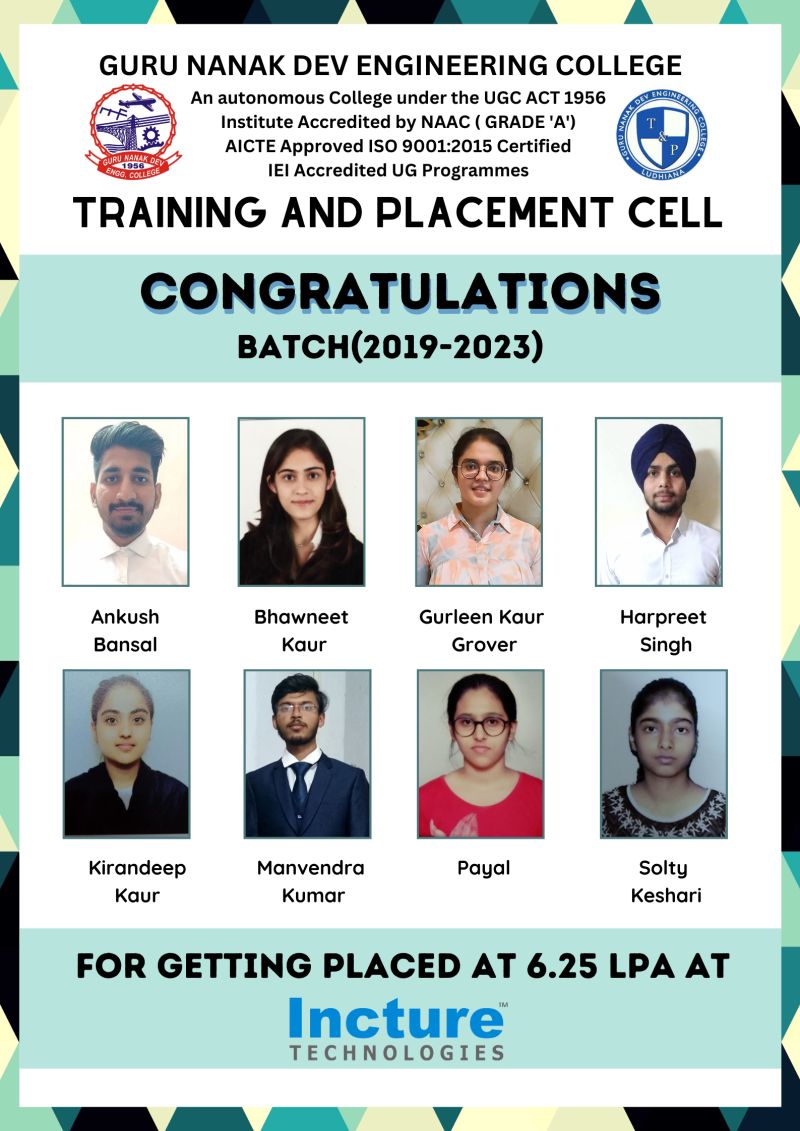 GURU NANAK DEV ENGINEERING COLLEGE
An autonomous College under the UGC ACT 1956
Institute Accredited by NAAC ( GRADE 'A')
AICTE Approved ISO 9001:2015 Certified
IEI Accredited UG Programmes
GURU NANAK DEV
1956
ENGG. COLLEGE
GURU NANAK DEV ENGINEERING COLLEGE,
T & P
LUDHIANA
TRAINING AND PLACEMENT CELL
CONGRATULATIONS
BATCH(2019-2023)
Ankush
Bansal
Bhawneet
Kaur
Gurleen Kaur
Grover
Harpreet
Singh
Kirandeep
Kaur
Manvendra
Kumar
Payal
Solty
Keshari
FOR GETTING PLACED AT 6.25 LPA AT
Incture™
TECHNOLOGIES